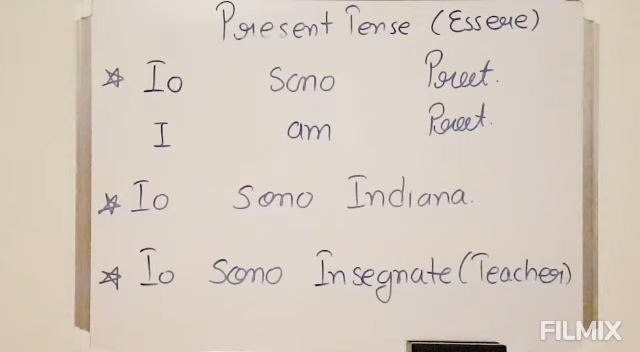 Present Tense (Essere)
☆ Io sono Preet.
I am Preet.
☆ Io sono Indiana.
☆ Io sono Insegnate (Teacher)
FILMIX